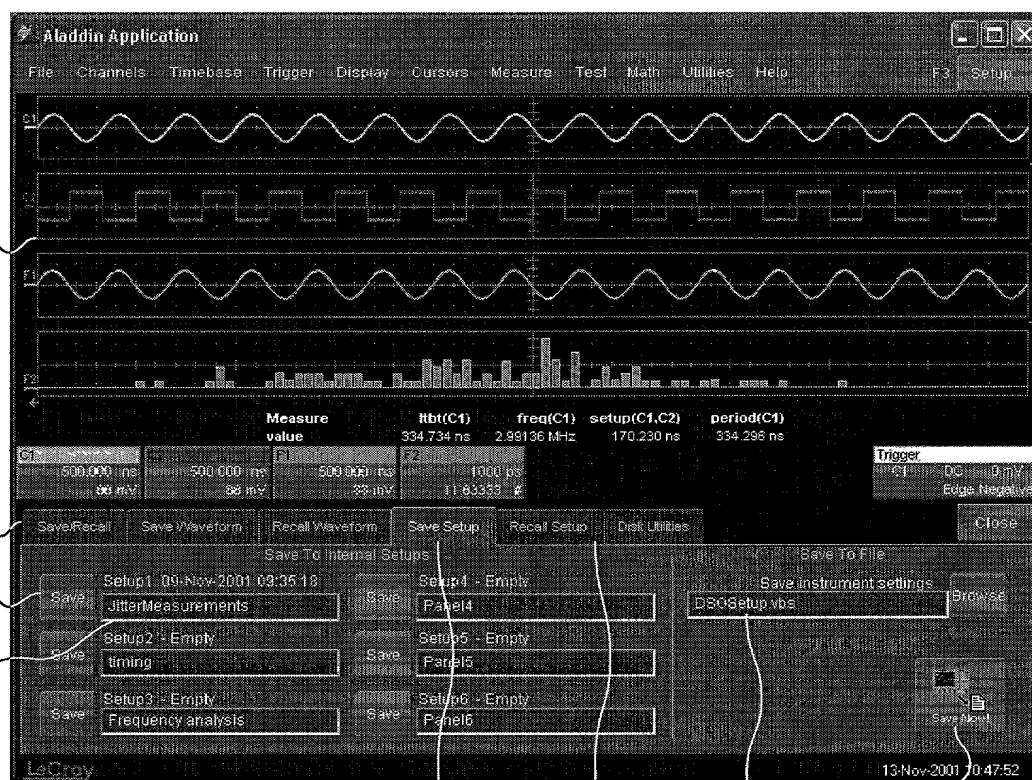 Aladdin Application
File Channels Timebase Trigger Display Cursors Measure Test Math Utilities Help F3 Setup
C1
F1
F2
Measure ltbt(C1) freq(C1) setup(C1,C2) period(C1)
value 334.734 ns 2.99136 MHz 170.230 ns 334.296 ns
C1 F1 F2 Trigger
500.000 ns 500.000 ns 500.000 ns 1000 ps C1 DC 0 mV
Edge Negative
Save/Recall Save Waveform Recall Waveform Save Setup Recall Setup Disk Utilities Close
Save To Internal Setups Save To File
Save Setup1 09-Nov-2001 09:35:18
JitterMeasurements
Save Setup4 - Empty
Panel4
Save instrument settings
DSOSetup.vbs
Browse
Save Setup2 - Empty
timing
Save Setup5 - Empty
Panel5
Save Setup3 - Empty
Frequency analysis
Save Setup6 - Empty
Panel6
Save Now!
LeCroy 13-Nov-2001 10:47:52